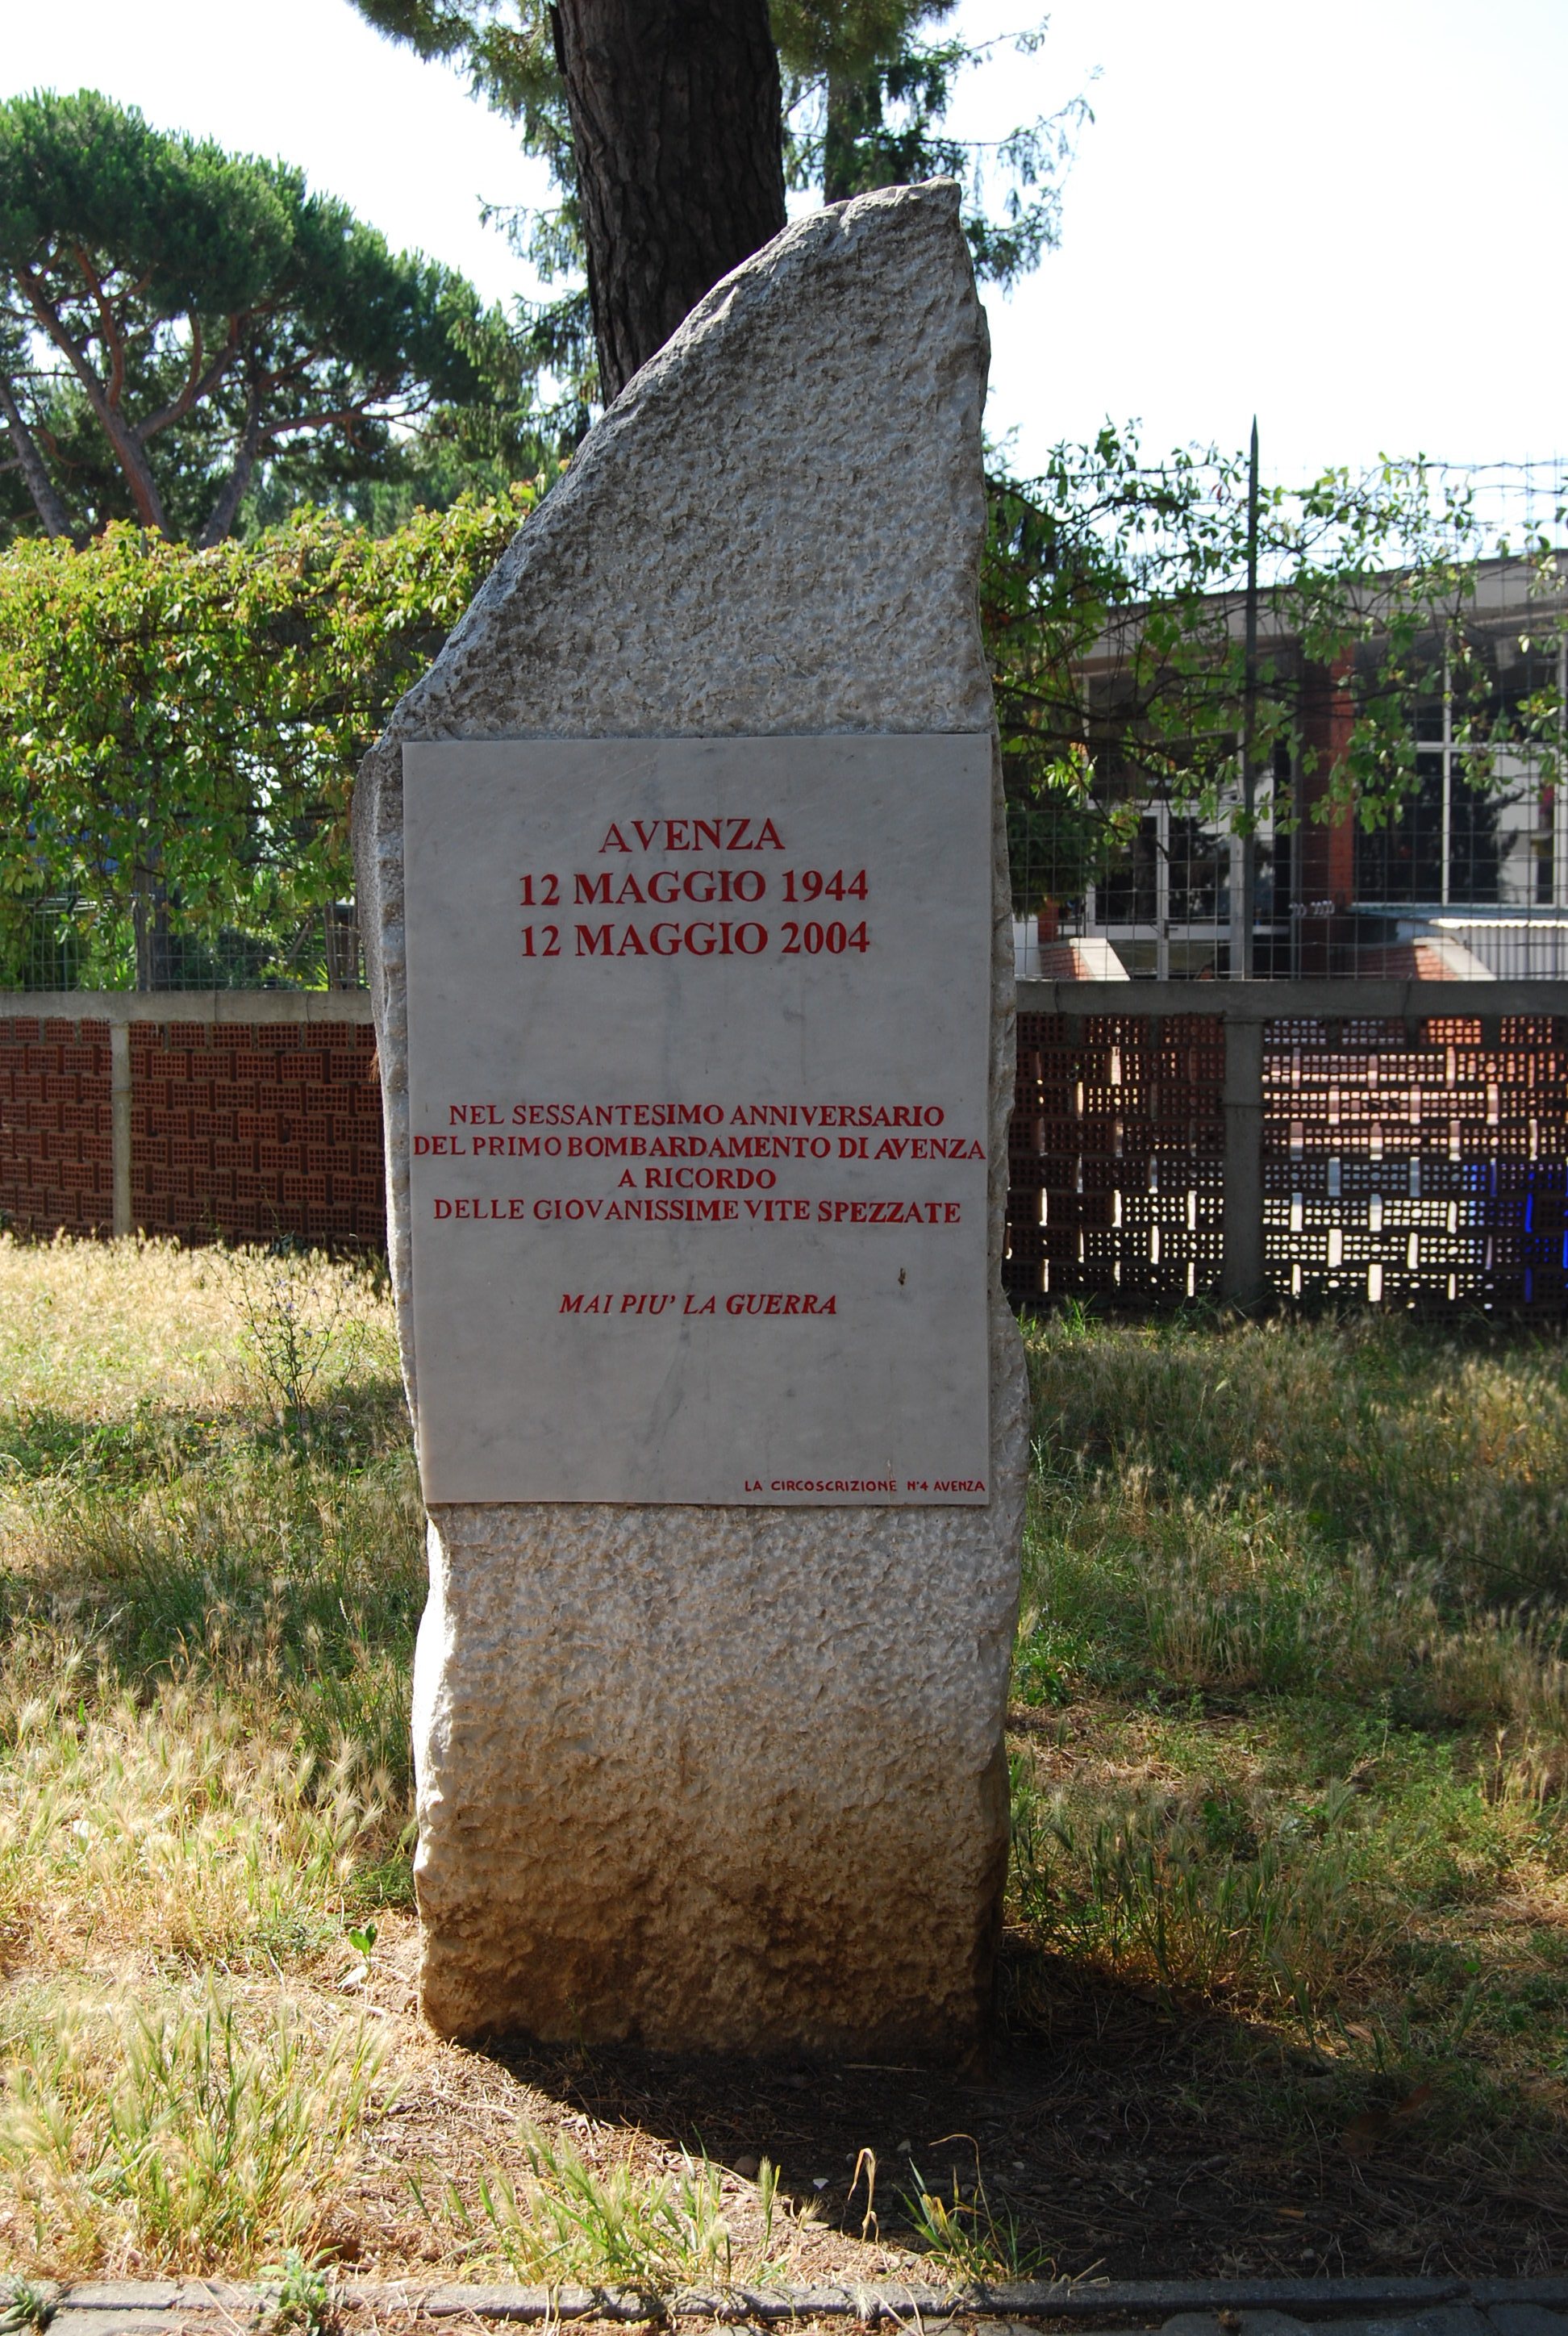 AVENZA
12 MAGGIO 1944
12 MAGGIO 2004
NEL SESSANTESIMO ANNIVERSARIO
DEL PRIMO BOMBARDAMENTO DI AVENZA
A RICORDO
DELLE GIOVANISSIME VITE SPEZZATE
MAI PIU' LA GUERRA
LA CIRCOSCRIZIONE N°4 AVENZA